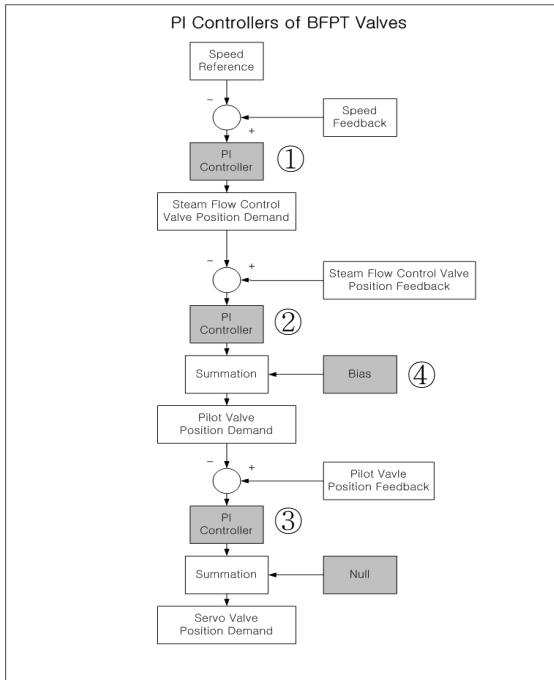 PI Controllers of BFPT Valves
Speed
Reference
−
Speed
Feedback
+
PI
Controller
①
Steam Flow Control
Valve Position Demand
−
+
Steam Flow Control Valve
Position Feedback
PI
Controller
②
Summation
Bias
④
Pilot Valve
Position Demand
−
+
Pilot Vavle
Position Feedback
PI
Controller
③
Summation
Null
Servo Valve
Position Demand